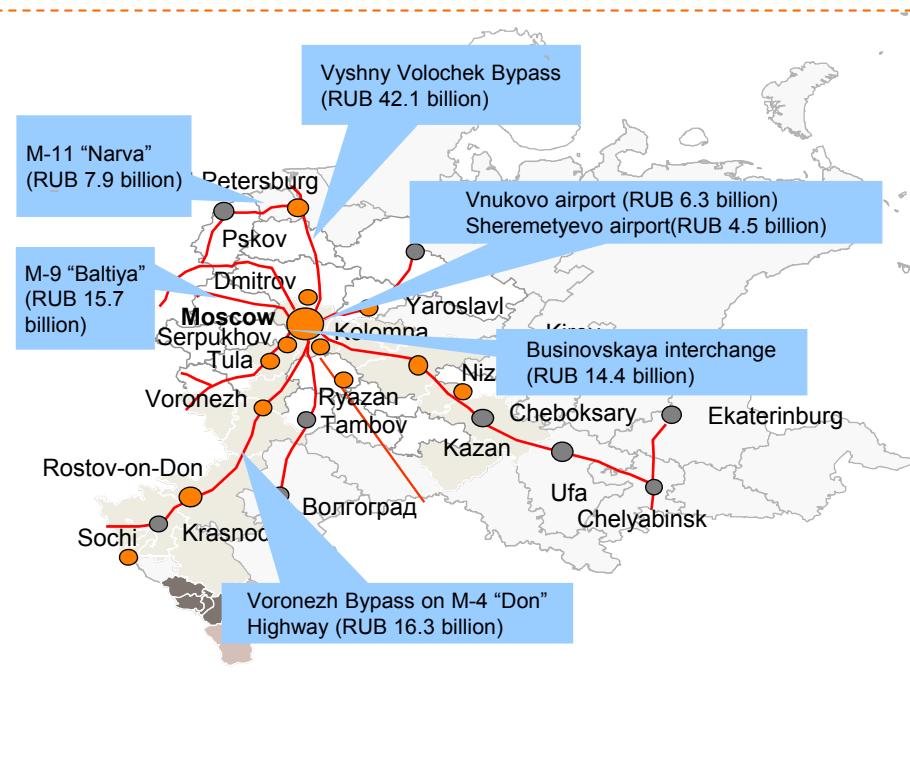 Vyshny Volochek Bypass
(RUB 42.1 billion)
M-11 “Narva”
(RUB 7.9 billion)
Petersburg
Vnukovo airport (RUB 6.3 billion)
Sheremetyevo airport(RUB 4.5 billion)
Pskov
M-9 “Baltiya”
(RUB 15.7
billion)
Dmitrov
Yaroslavl
Moscow
Kolomna
Serpukhov
Tula
Businovskaya interchange
(RUB 14.4 billion)
Voronezh
Ryazan
Tambov
Cheboksary
Ekaterinburg
Kazan
Rostov-on-Don
Ufa
Волгоград
Chelyabinsk
Sochi
Krasnod
Voronezh Bypass on M-4 “Don”
Highway (RUB 16.3 billion)